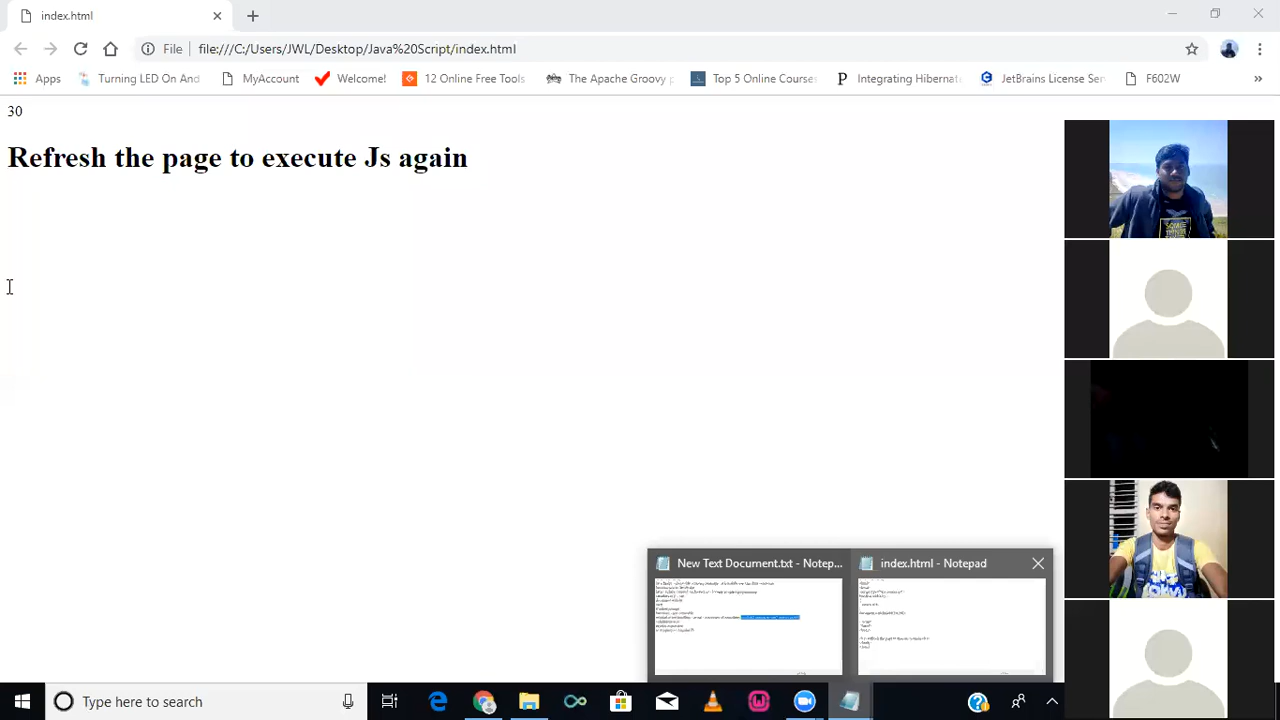 index.html
File
file:///C:/Users/JWL/Desktop/Java%20Script/index.html
Apps
Turning LED On And
MyAccount
Welcome!
12 Online Free Tools
The Apache Groovy p
Top 5 Online Courses
Integrating Hibernat
JetBrains License Ser
F602W
30
Refresh the page to execute Js again
New Text Document.txt - Notep...
index.html - Notepad
Type here to search